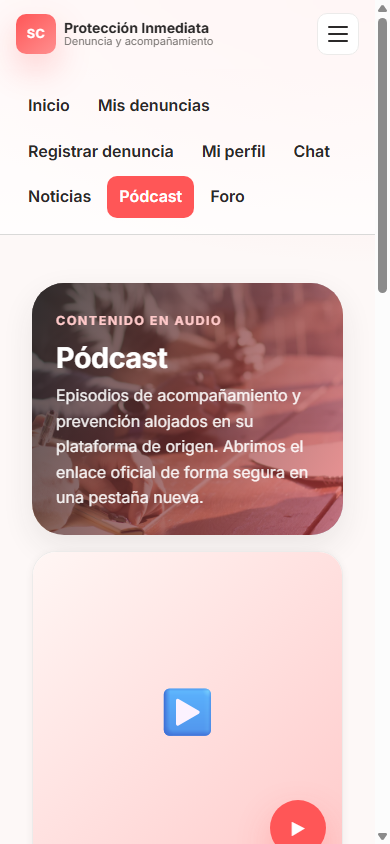 SC
Protección Inmediata
Denuncia y acompañamiento
Inicio
Mis denuncias
Registrar denuncia
Mi perfil
Chat
Noticias
Pódcast
Foro
CONTENIDO EN AUDIO
Pódcast
Episodios de acompañamiento y
prevención alojados en su
plataforma de origen. Abrimos el
enlace oficial de forma segura en
una pestaña nueva.